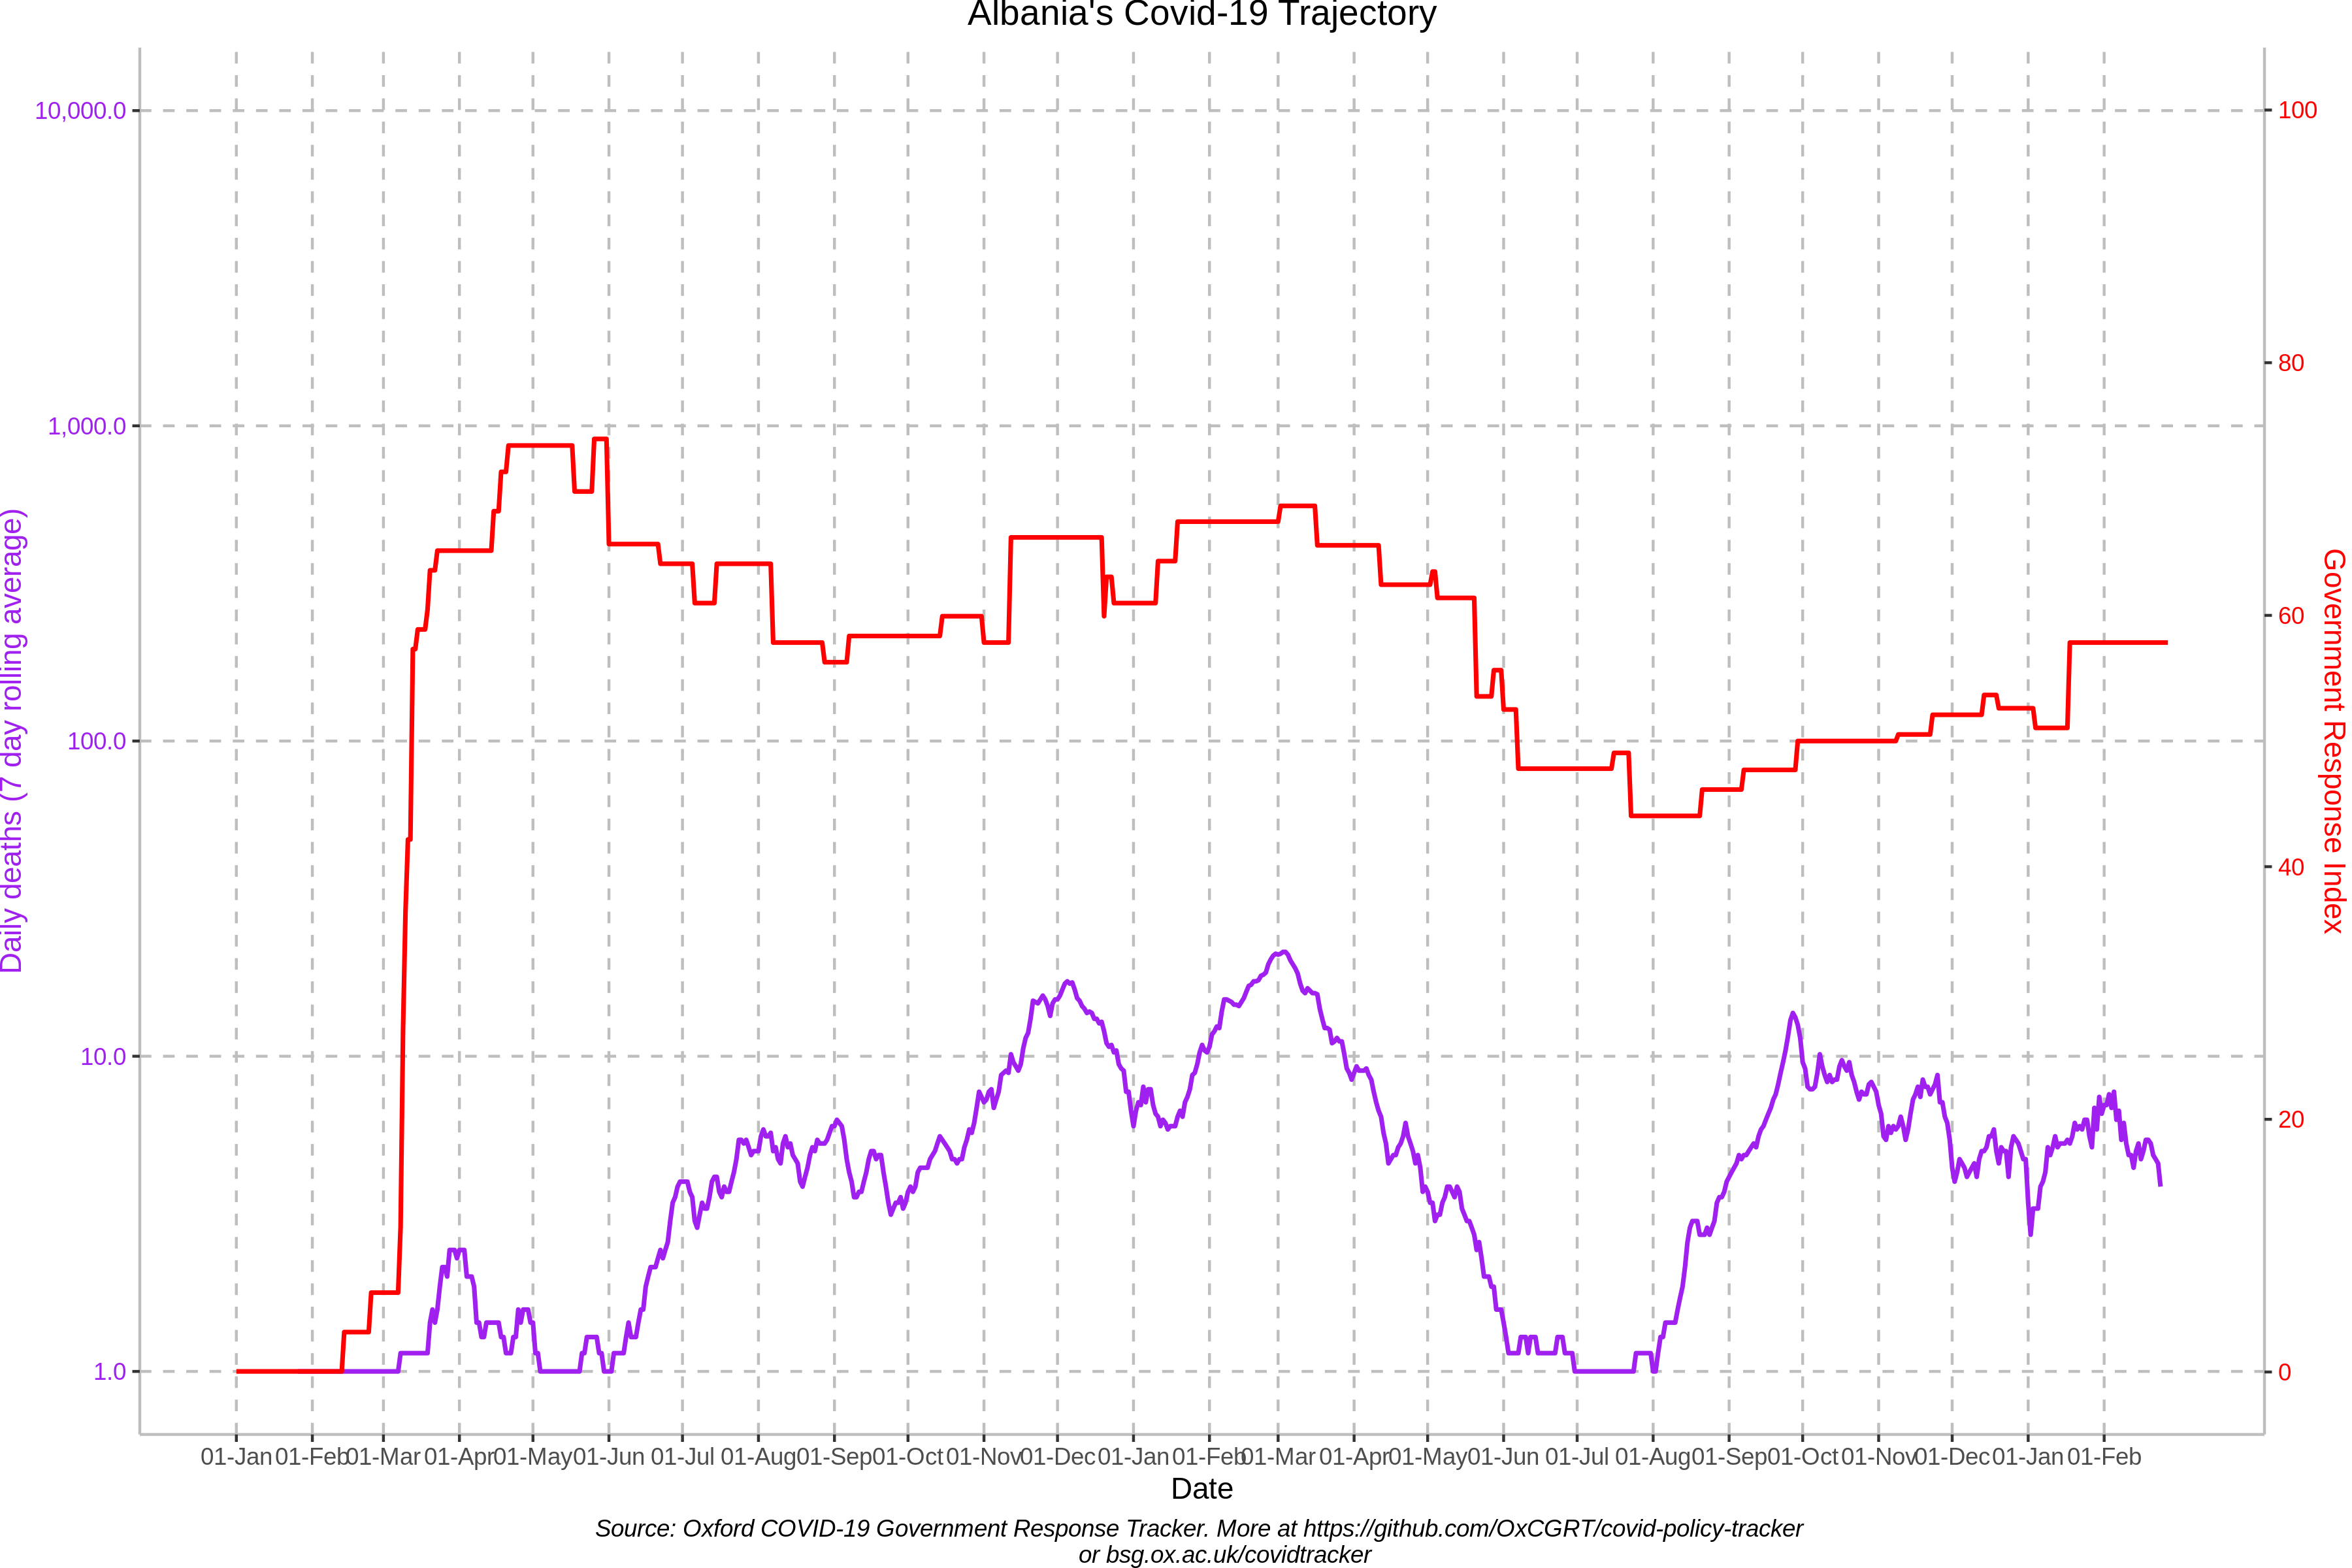 Albania's Covid-19 Trajectory
10,000.0
1,000.0
100.0
10.0
1.0
Daily deaths (7 day rolling average)
100
80
60
40
20
0
Government Response Index
01-Jan 01-Feb 01-Mar 01-Apr 01-May 01-Jun 01-Jul 01-Aug 01-Sep 01-Oct 01-Nov 01-Dec 01-Jan 01-Feb 01-Mar 01-Apr 01-May 01-Jun 01-Jul 01-Aug 01-Sep 01-Oct 01-Nov 01-Dec 01-Jan 01-Feb
Date
Source: Oxford COVID-19 Government Response Tracker. More at https://github.com/OxCGRT/covid-policy-tracker
or bsg.ox.ac.uk/covidtracker